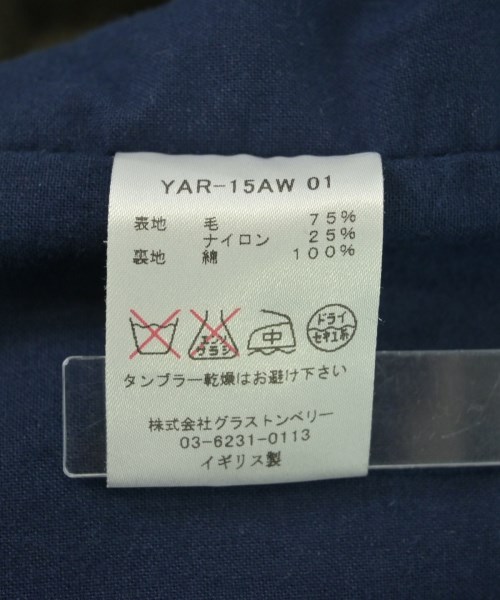 YAR-15AW 01
表地 毛 75%
ナイロン 25%
裏地 綿 100%
エンソ サラシ 中 ドライ セキユ系
タンブラー乾燥はお避け下さい
株式会社グラストンベリー
03-6231-0113
イギリス製